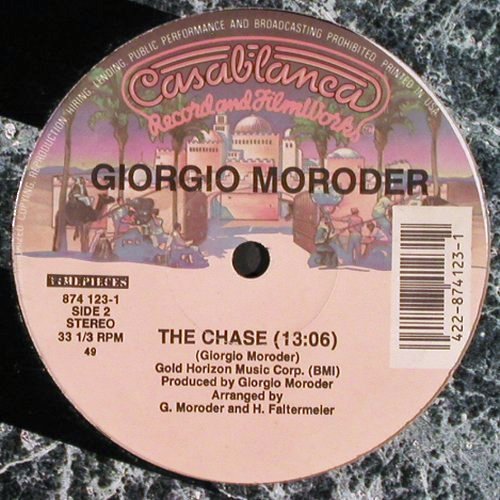 UNAUTHORIZED COPYING, REPRODUCTION, HIRING, LENDING, PUBLIC PERFORMANCE AND BROADCASTING PROHIBITED. PRINTED IN USA
Casablanca
Record and FilmWorks
GIORGIO MORODER
TIMEPIECES
874 123-1
SIDE 2
STEREO
33 1/3 RPM
49
422-874123-1
THE CHASE (13:06)
(Giorgio Moroder)
Gold Horizon Music Corp. (BMI)
Produced by Giorgio Moroder
Arranged by
G. Moroder and H. Faltermeier